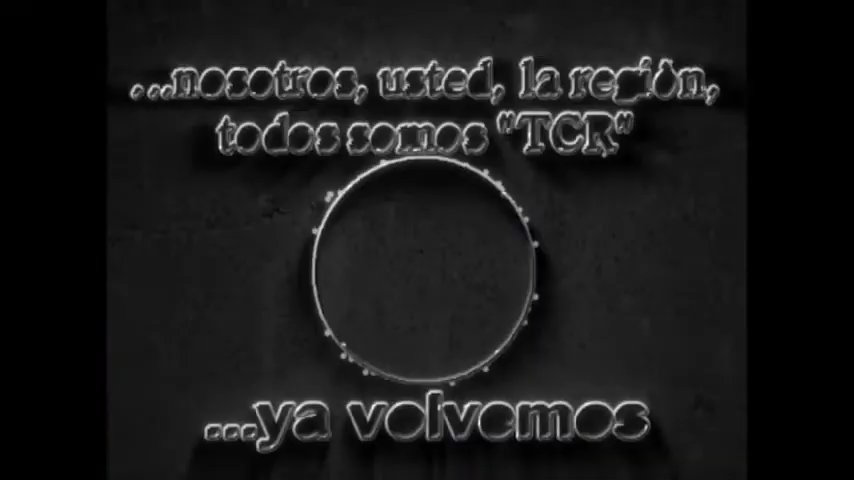 ...nosotros, usted, la región,
todos somos "TCR"
...ya volvemos